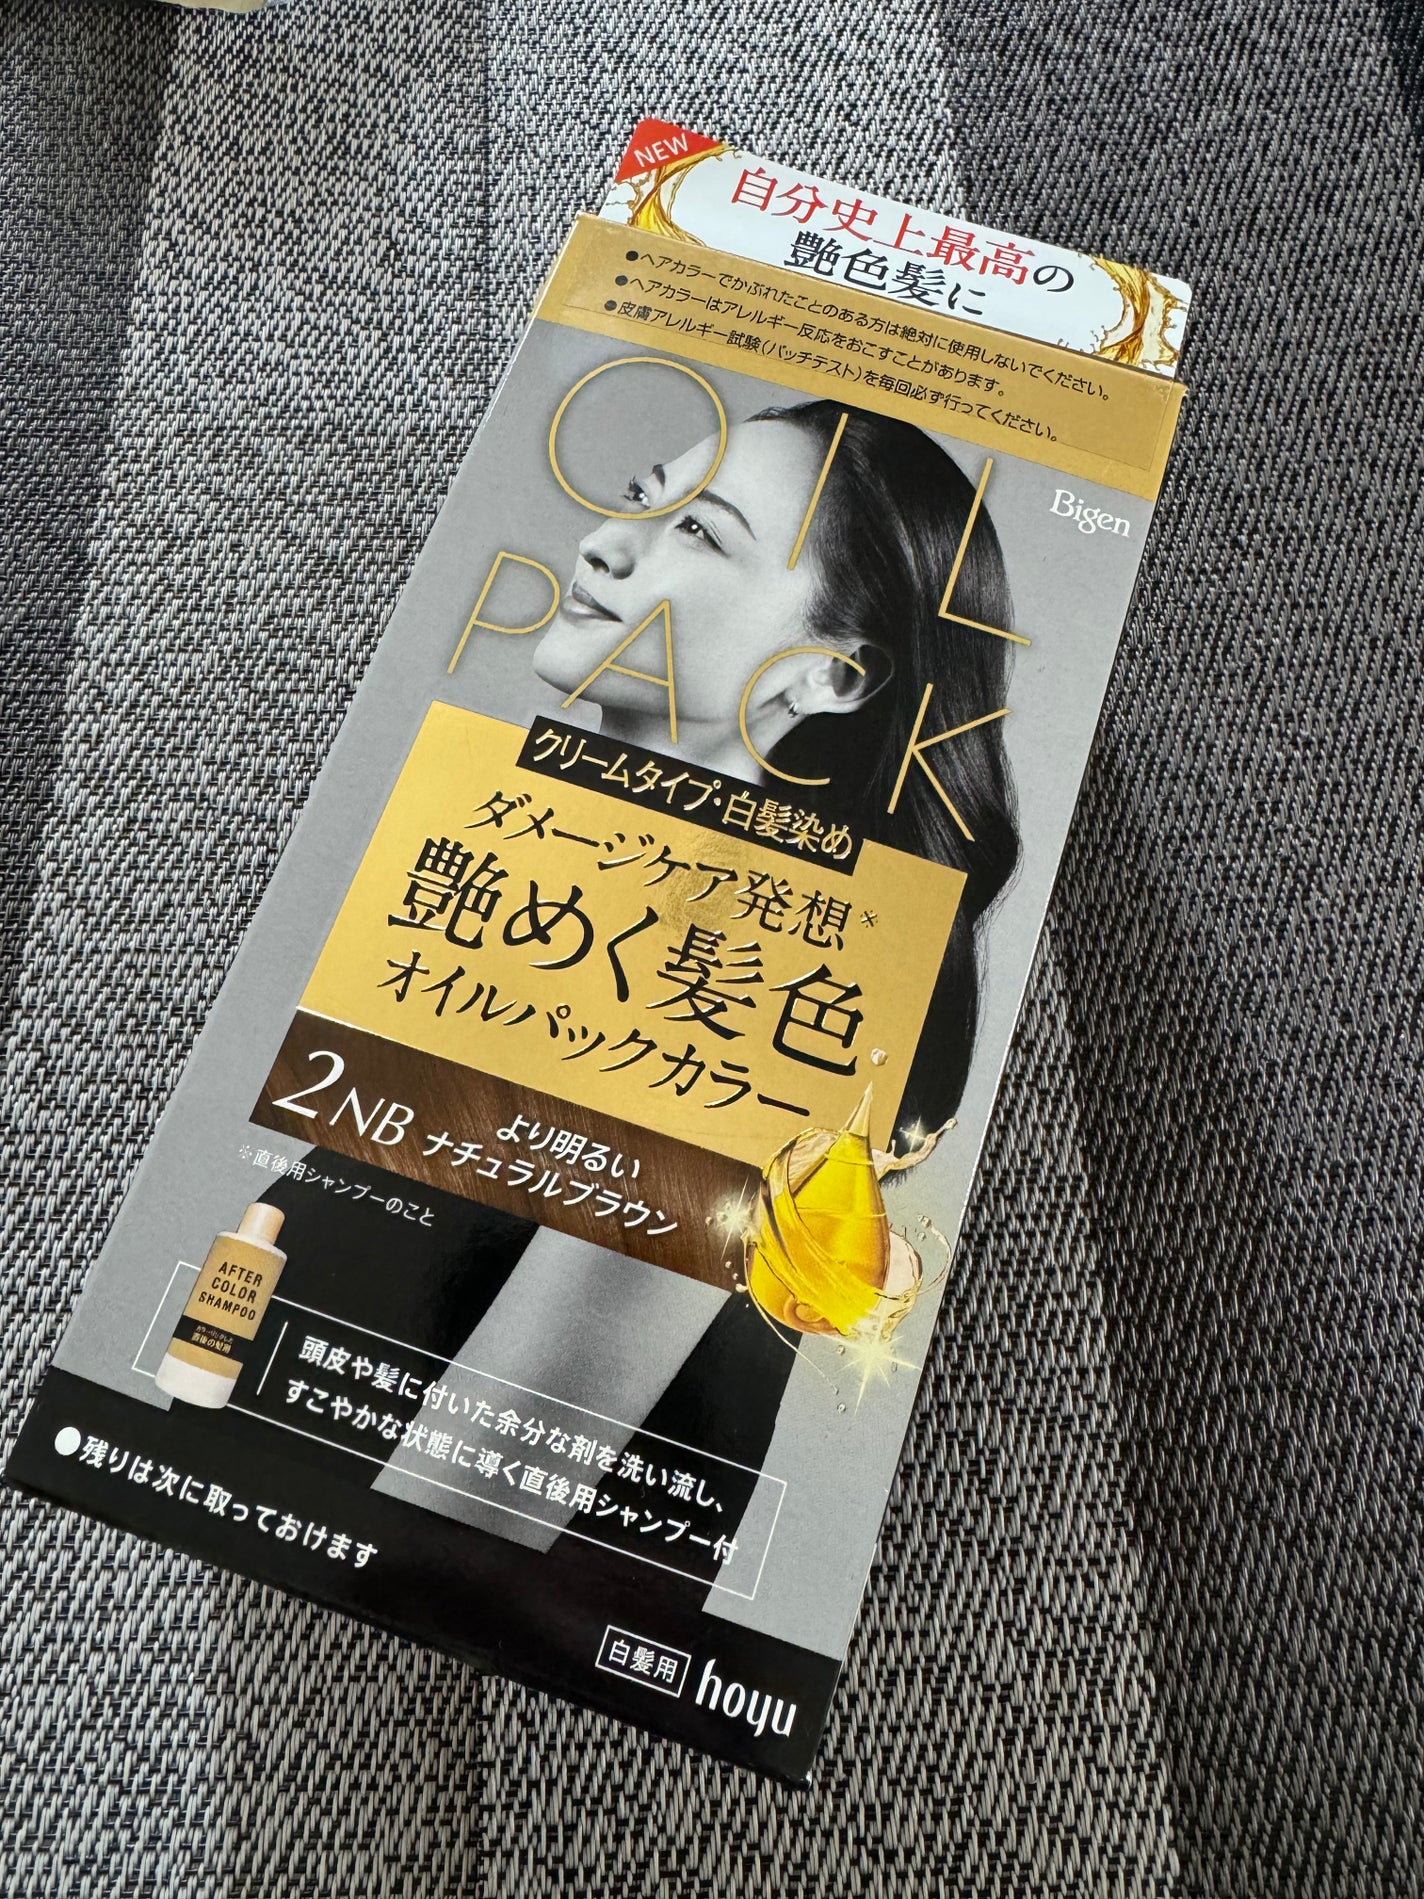 NEW
自分史上最高の
艶色髪に
●ヘアカラーでかぶれたことのある方は絶対に使用しないでください。
●ヘアカラーはアレルギー反応をおこすことがあります。
●皮膚アレルギー試験(パッチテスト)を毎回必ず行ってください。
OIL
Bigen
PACK
クリームタイプ・白髪染め
ダメージケア発想※
艶めく髪色
オイルパックカラー
2NB
より明るい
ナチュラルブラウン
※直後用シャンプーのこと
AFTER
COLOR
SHAMPOO
直後の髪用
頭皮や髪に付いた余分な剤を洗い流し、
すこやかな状態に導く直後用シャンプー付
●残りは次に取っておけます
白髪用
hoyu